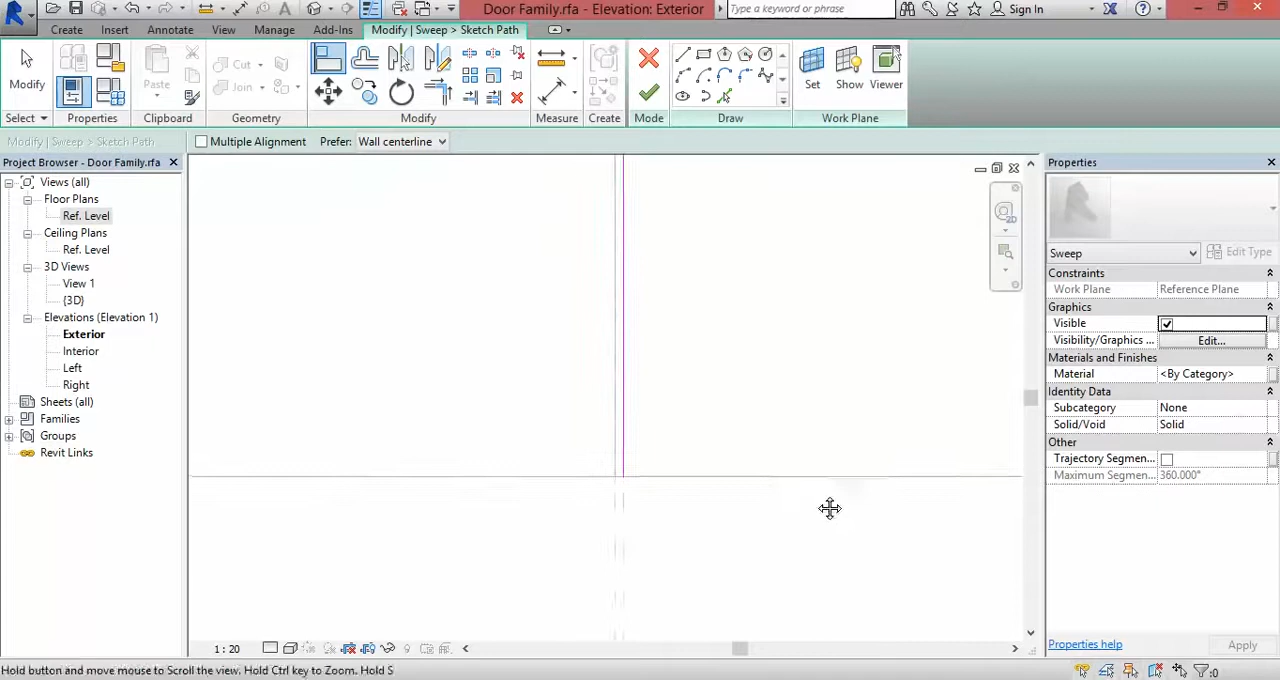 Door Family.rfa - Elevation: Exterior
Type a keyword or phrase
Sign In
Create Insert Annotate View Manage Add-Ins Modify | Sweep > Sketch Path
Modify
Paste
Cut
Join
Set Show Viewer
Select Properties Clipboard Geometry Modify Measure Create Mode Draw Work Plane
Modify | Sweep > Sketch Path
Multiple Alignment Prefer: Wall centerline
Project Browser - Door Family.rfa
Views (all)
Floor Plans
Ref. Level
Ceiling Plans
Ref. Level
3D Views
View 1
{3D}
Elevations (Elevation 1)
Exterior
Interior
Left
Right
Sheets (all)
Families
Groups
Revit Links
2D
Properties
Sweep Edit Type
Constraints
Work Plane Reference Plane
Graphics
Visible
Visibility/Graphics ... Edit...
Materials and Finishes
Material <By Category>
Identity Data
Subcategory None
Solid/Void Solid
Other
Trajectory Segmen...
Maximum Segmen... 360.000°
Properties help Apply
1 : 20
Hold button and move mouse to Scroll the view. Hold Ctrl key to Zoom. Hold S
:0